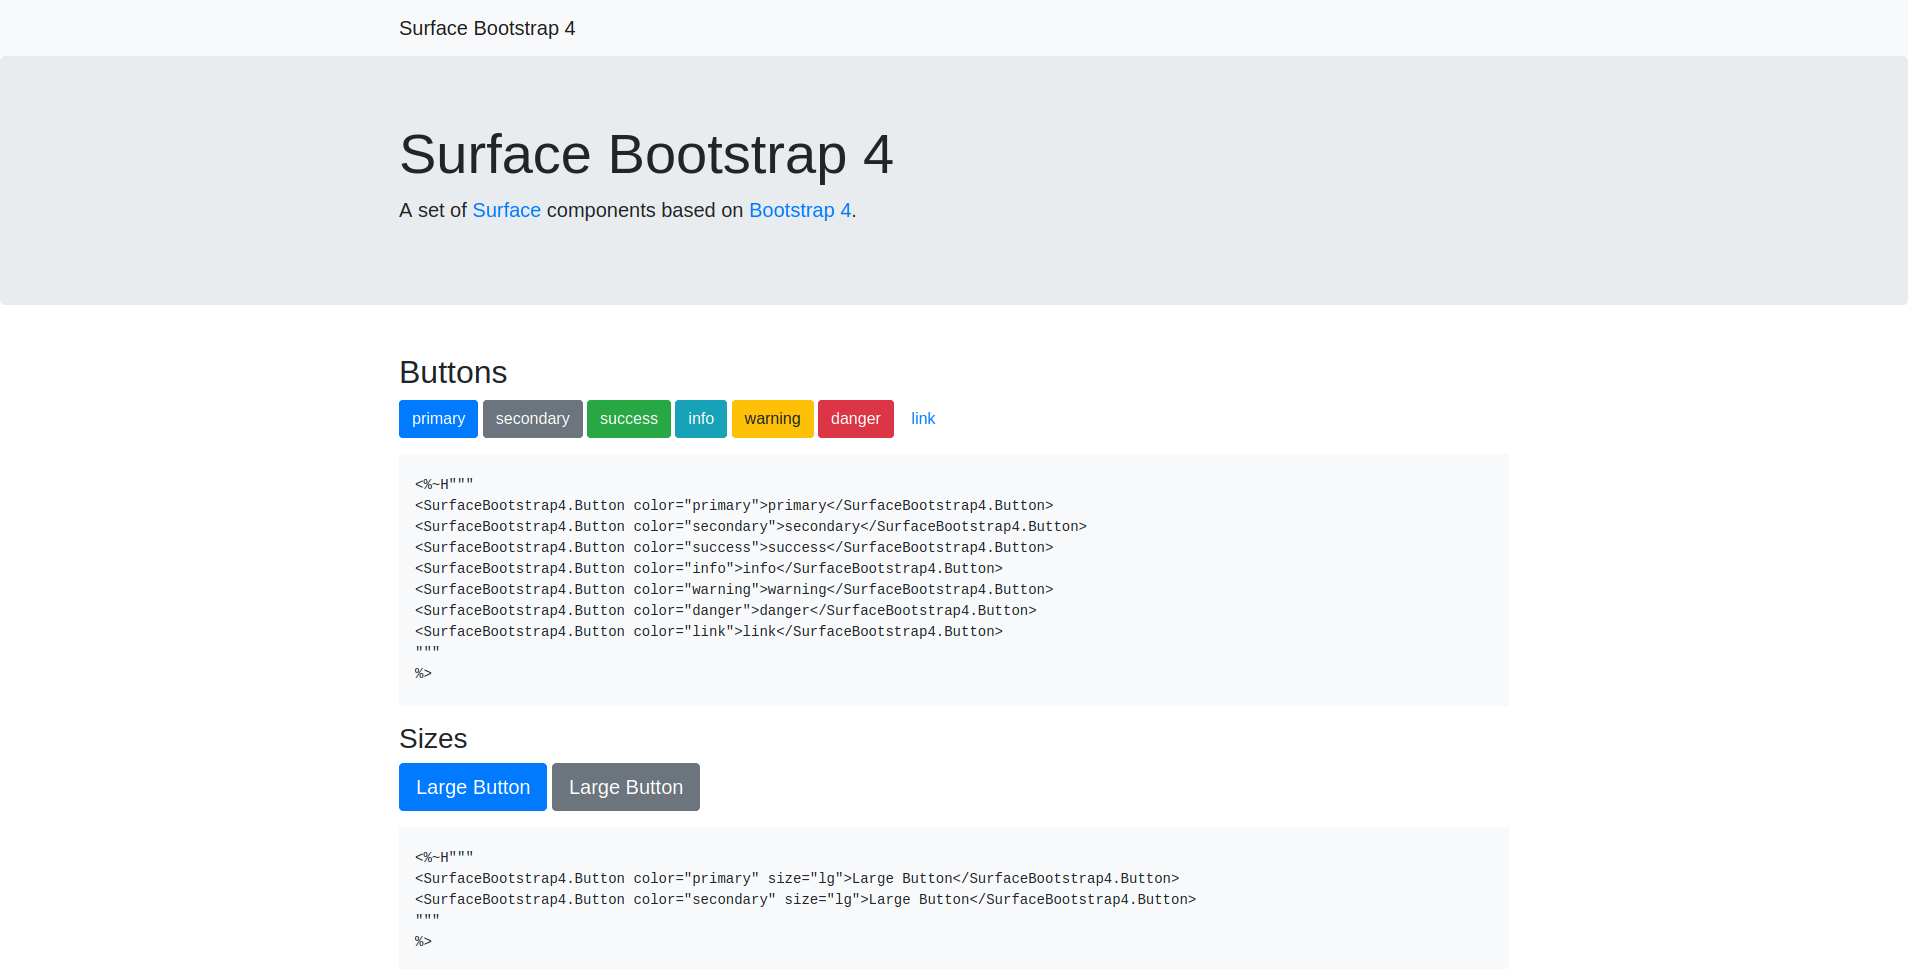 Surface Bootstrap 4
Surface Bootstrap 4
A set of Surface components based on Bootstrap 4.
Buttons
primary secondary success info warning danger link
<%~H"""
<SurfaceBootstrap4.Button color="primary">primary</SurfaceBootstrap4.Button>
<SurfaceBootstrap4.Button color="secondary">secondary</SurfaceBootstrap4.Button>
<SurfaceBootstrap4.Button color="success">success</SurfaceBootstrap4.Button>
<SurfaceBootstrap4.Button color="info">info</SurfaceBootstrap4.Button>
<SurfaceBootstrap4.Button color="warning">warning</SurfaceBootstrap4.Button>
<SurfaceBootstrap4.Button color="danger">danger</SurfaceBootstrap4.Button>
<SurfaceBootstrap4.Button color="link">link</SurfaceBootstrap4.Button>
"""
%>
Sizes
Large Button Large Button
<%~H"""
<SurfaceBootstrap4.Button color="primary" size="lg">Large Button</SurfaceBootstrap4.Button>
<SurfaceBootstrap4.Button color="secondary" size="lg">Large Button</SurfaceBootstrap4.Button>
"""
%>